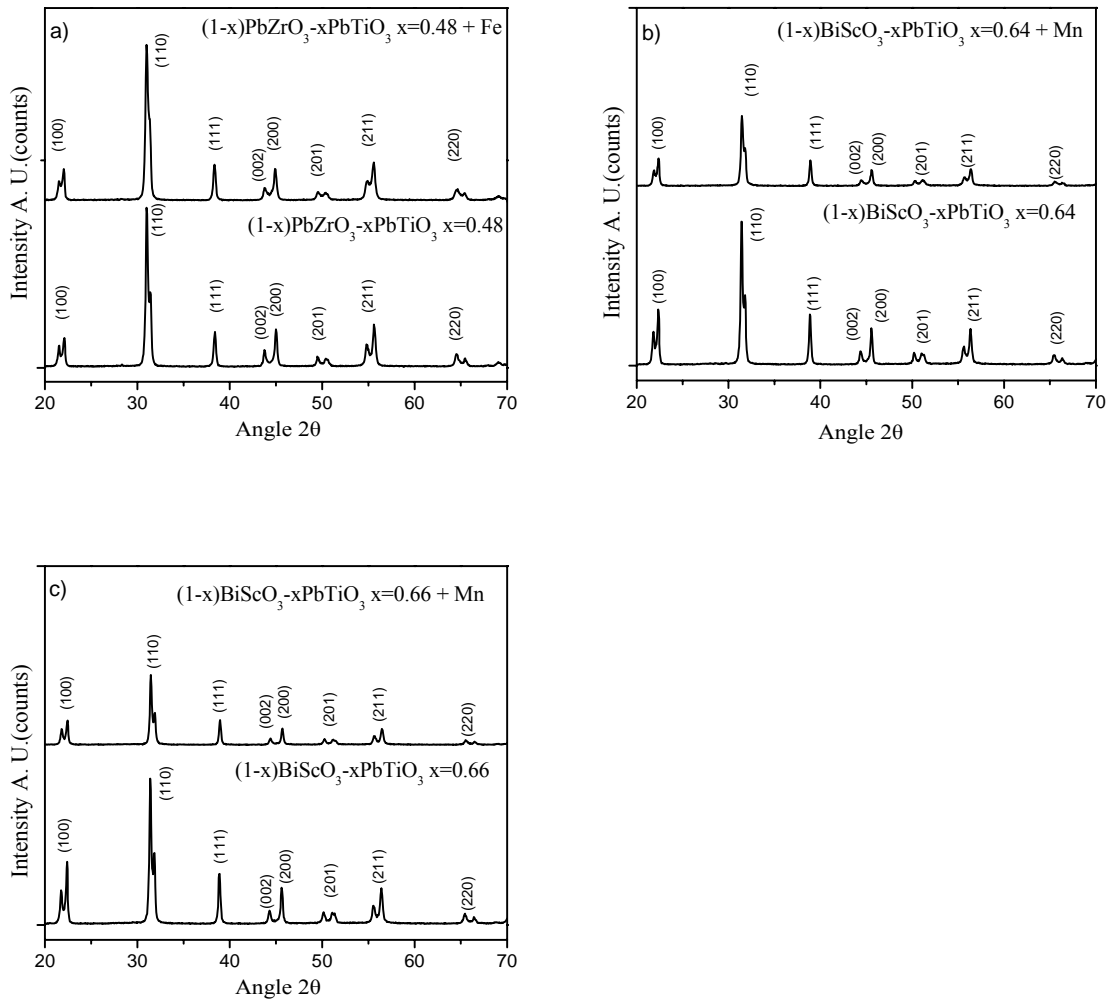 a)
(1-x)PbZrO₃-xPbTiO₃ x=0.48 + Fe
(100)
(110)
(111)
(002)
(200)
(201)
(211)
(220)
(1-x)PbZrO₃-xPbTiO₃ x=0.48
(100)
(110)
(111)
(002)
(200)
(201)
(211)
(220)
Intensity A. U.(counts)
20 30 40 50 60 70
Angle 2θ
b)
(1-x)BiScO₃-xPbTiO₃ x=0.64 + Mn
(100)
(110)
(111)
(002)
(200)
(201)
(211)
(220)
(1-x)BiScO₃-xPbTiO₃ x=0.64
(100)
(110)
(111)
(002)
(200)
(201)
(211)
(220)
Intensity A. U.(counts)
20 30 40 50 60 70
Angle 2θ
c)
(1-x)BiScO₃-xPbTiO₃ x=0.66 + Mn
(100)
(110)
(111)
(002)
(200)
(201)
(211)
(220)
(1-x)BiScO₃-xPbTiO₃ x=0.66
(100)
(110)
(111)
(002)
(200)
(201)
(211)
(220)
Intensity A. U.(counts)
20 30 40 50 60 70
Angle 2θ